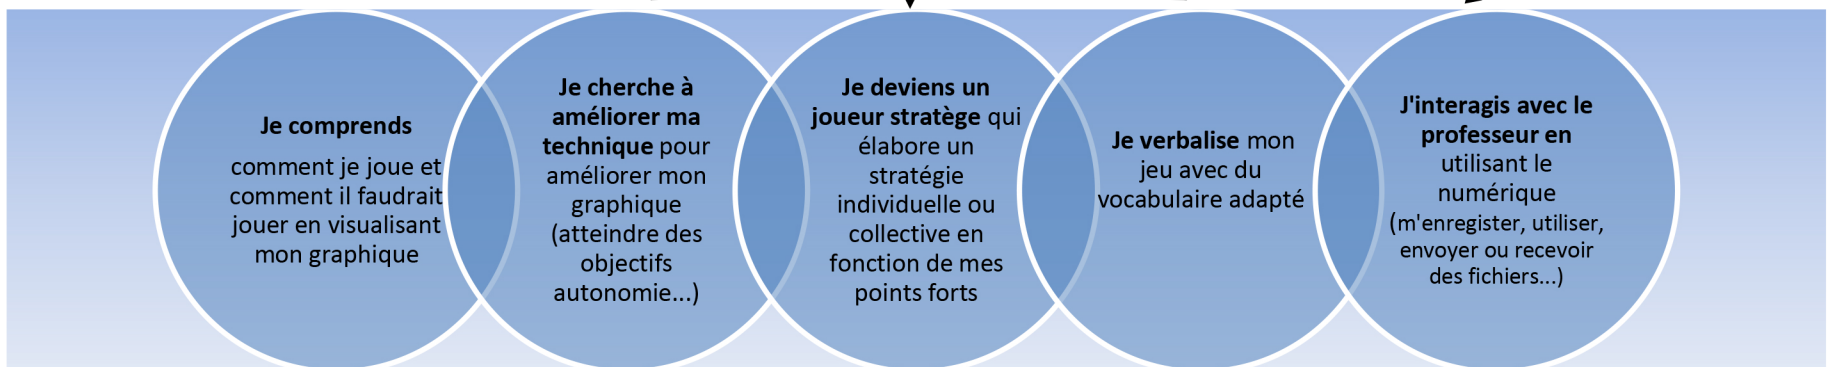 Je comprends
comment je joue et
comment il faudrait
jouer en visualisant
mon graphique
Je cherche à
améliorer ma
technique pour
améliorer mon
graphique
(atteindre des
objectifs
autonomie...)
Je deviens un
joueur stratège qui
élabore un
stratégie
individuelle ou
collective en
fonction de mes
points forts
Je verbalise mon
jeu avec du
vocabulaire adapté
J'interagis avec le
professeur en
utilisant le
numérique
(m'enregister, utiliser,
envoyer ou recevoir
des fichiers...)